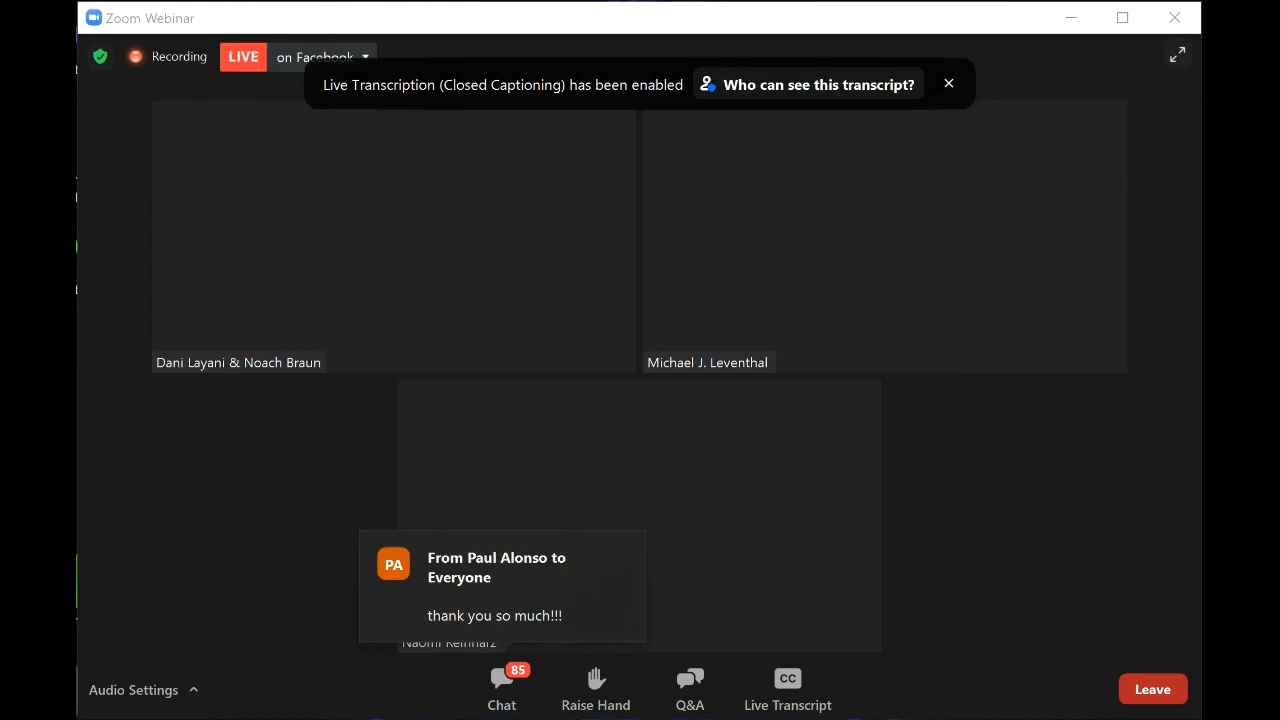 Zoom Webinar
Recording
LIVE
on Facebook
Live Transcription (Closed Captioning) has been enabled
Who can see this transcript?
Dani Layani & Noach Braun
Michael J. Leventhal
PA
From Paul Alonso to
Everyone
thank you so much!!!
Naomi Reinharz
85
Chat
Raise Hand
Q&A
CC
Live Transcript
Audio Settings
Leave